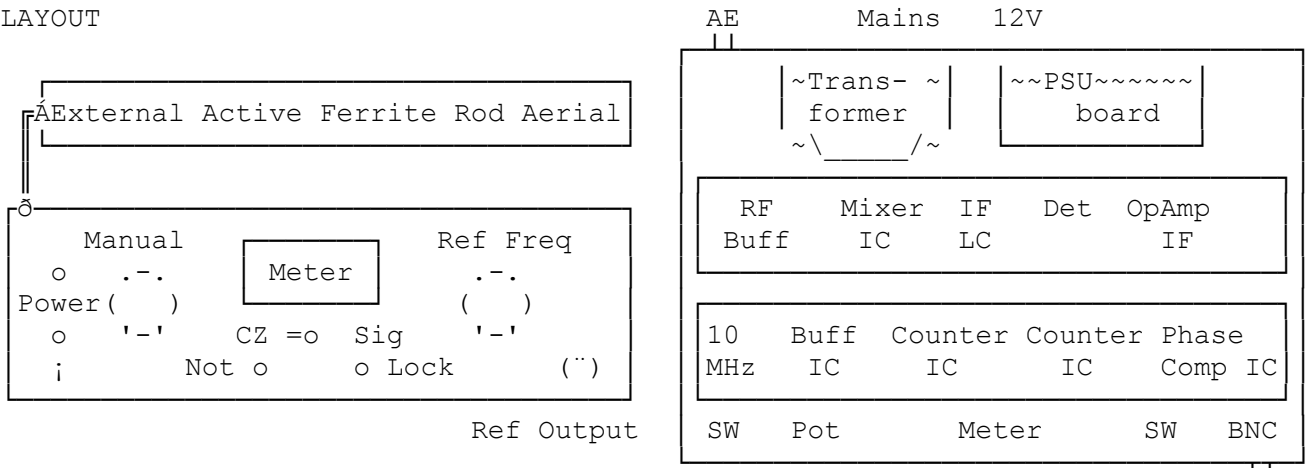 LAYOUT
AE Mains 12V
~Trans- ~ ~~PSU~~~~~~
former board
~\_____/~
ÁExternal Active Ferrite Rod Aerial
ð
RF Mixer IF Det OpAmp
Buff IC LC IF
Manual Ref Freq
o .-. Meter .-.
Power( ) ( )
o '-' CZ =o Sig '-'
¡ Not o o Lock (¨)
10 Buff Counter Counter Phase
MHz IC IC IC Comp IC
Ref Output
SW Pot Meter SW BNC